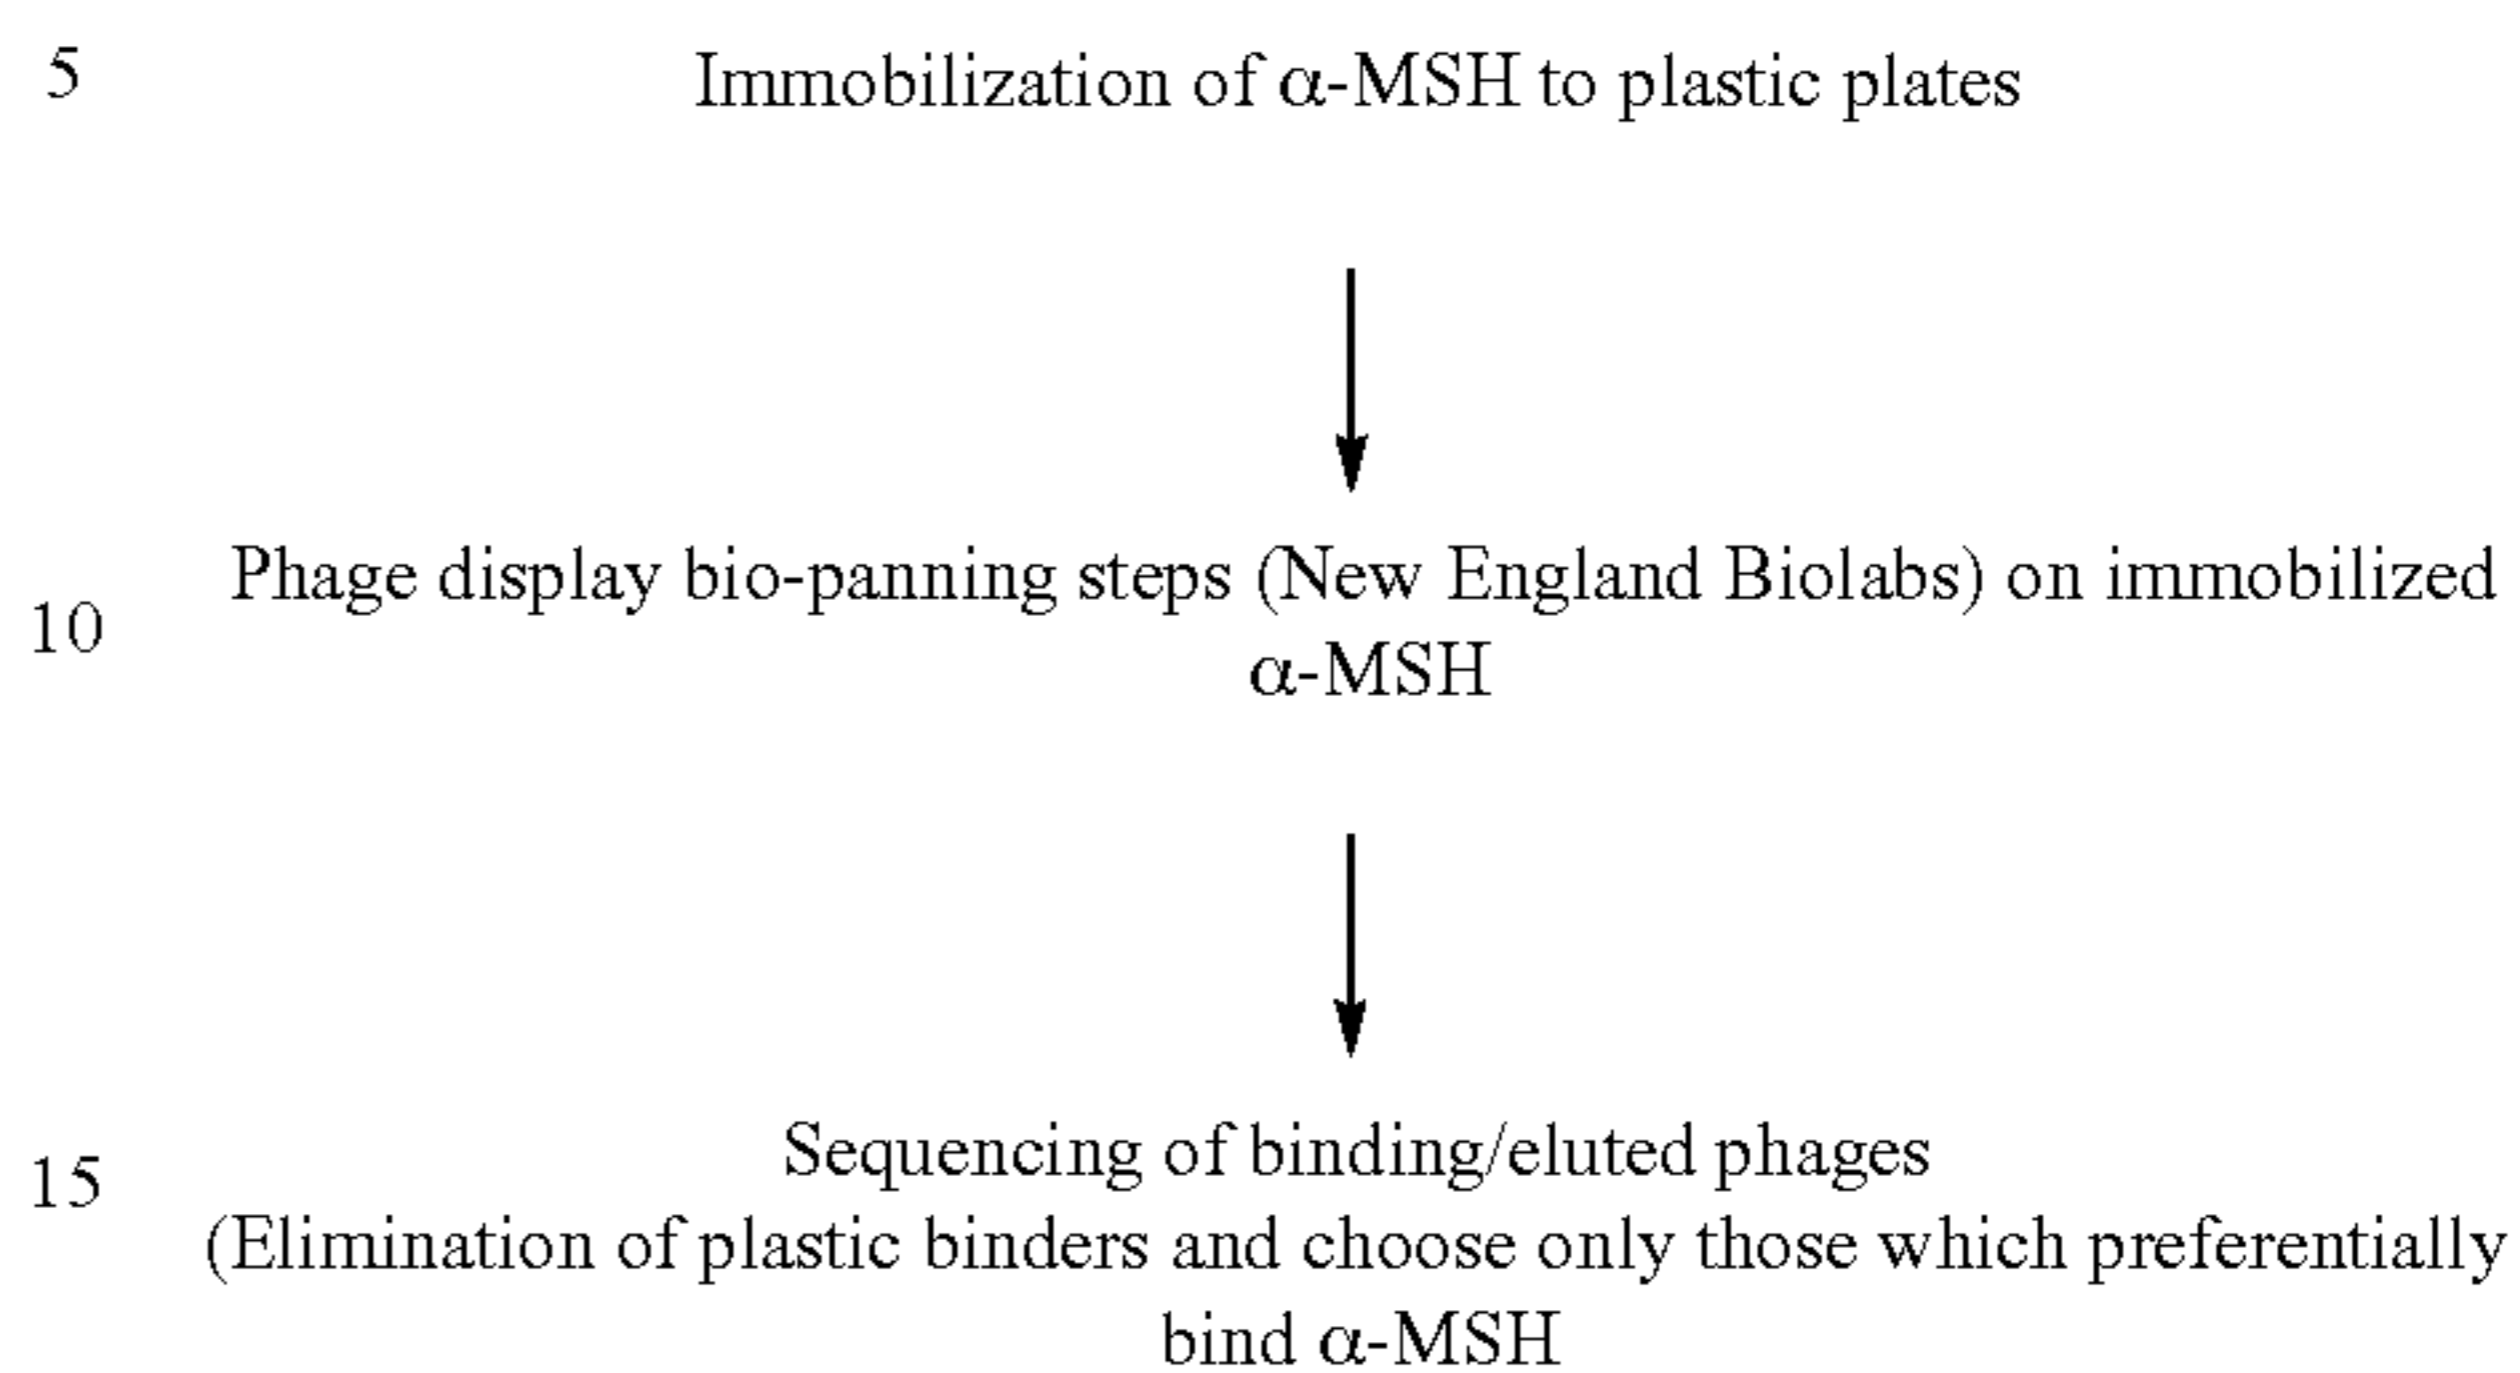 5
Immobilization of α-MSH to plastic plates
Phage display bio-panning steps (New England Biolabs) on immobilized
10
α-MSH
Sequencing of binding/eluted phages
15
(Elimination of plastic binders and choose only those which preferentially
bind α-MSH